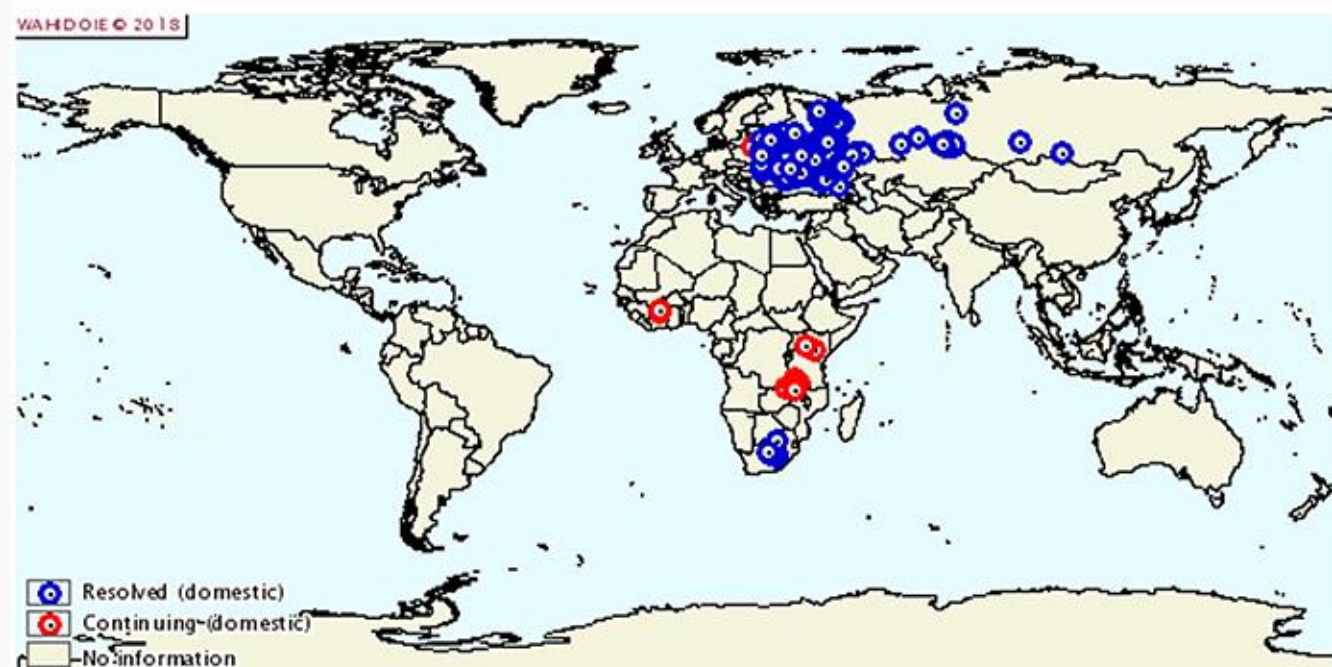 WAHIDOIE © 2018
Resolved (domestic)
Continuing (domestic)
No information